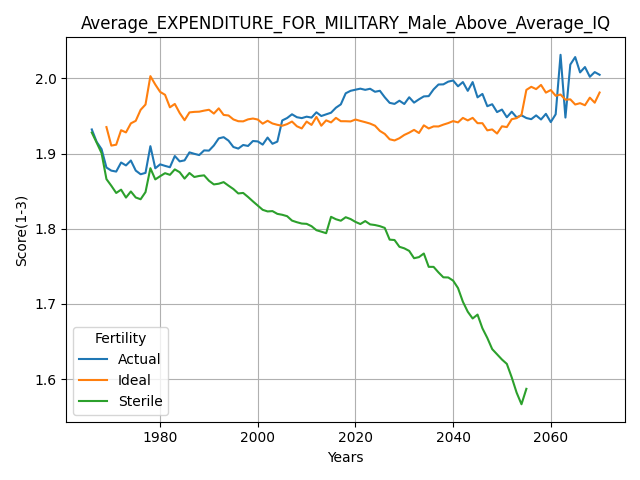 Average_EXPENDITURE_FOR_MILITARY_Male_Above_Average_IQ
Score(1-3)
2.0
1.9
1.8
1.7
1.6
Fertility
Actual
Ideal
Sterile
1980
2000
2020
2040
2060
Years